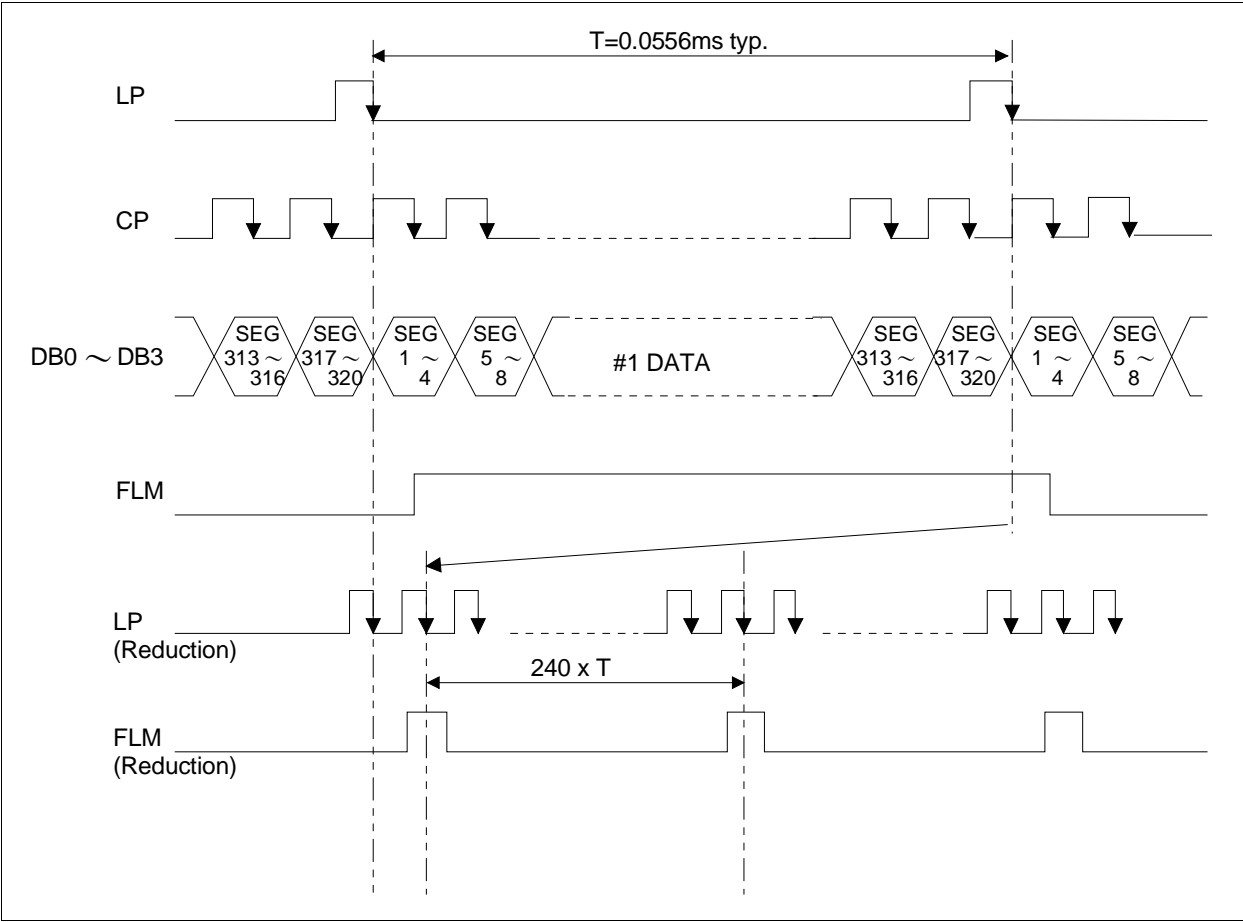 T=0.0556ms typ.
LP
CP
DB0 ～ DB3
SEG 313 ～ 316
SEG 317 ～ 320
SEG 1 ～ 4
SEG 5 ～ 8
#1 DATA
SEG 313 ～ 316
SEG 317 ～ 320
SEG 1 ～ 4
SEG 5 ～ 8
FLM
LP
(Reduction)
240 x T
FLM
(Reduction)